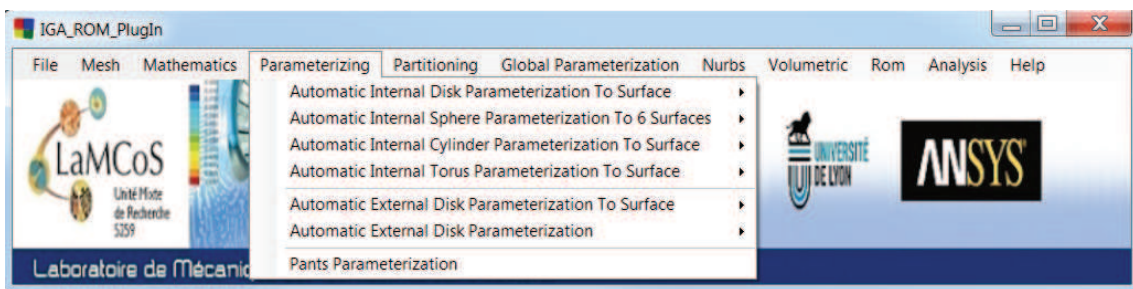 IGA_ROM_PlugIn
File Mesh Mathematics Parameterizing Partitioning Global Parameterization Nurbs Volumetric Rom Analysis Help
Automatic Internal Disk Parameterization To Surface
Automatic Internal Sphere Parameterization To 6 Surfaces
Automatic Internal Cylinder Parameterization To Surface
Automatic Internal Torus Parameterization To Surface
Automatic External Disk Parameterization To Surface
Automatic External Disk Parameterization
Pants Parameterization
LaMCoS
Unité Mixte
de Recherche
5259
UNIVERSITÉ
DE LYON
ANSYS
Laboratoire de Mécaniq